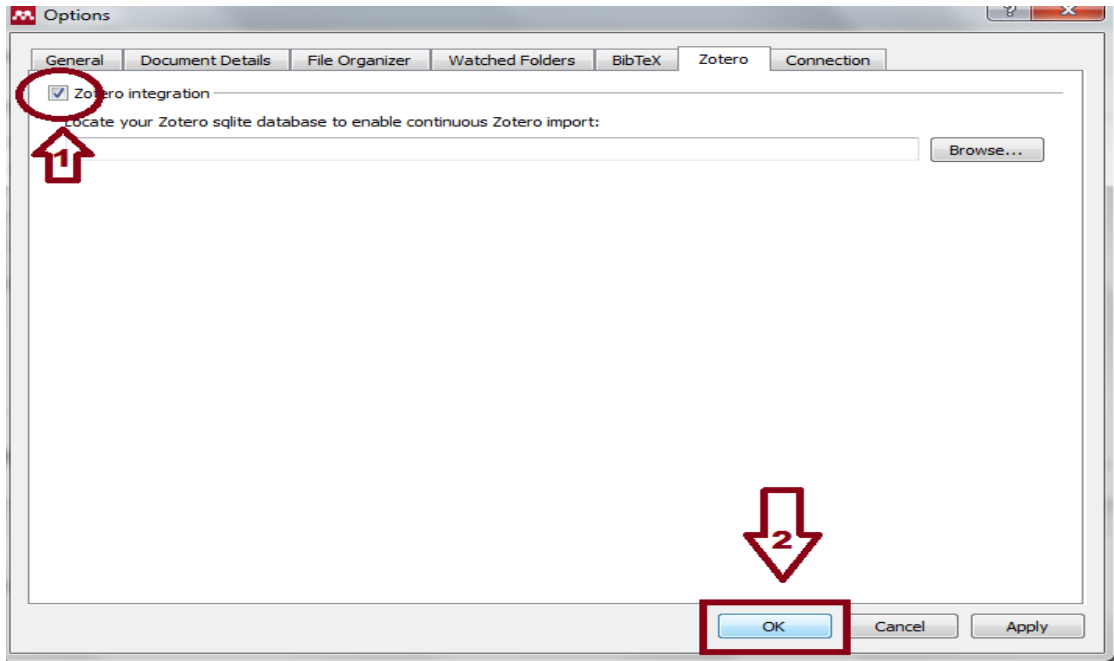 Options
General Document Details File Organizer Watched Folders BibTeX Zotero Connection
Zotero integration
Locate your Zotero sqlite database to enable continuous Zotero import:
1
Browse...
2
OK Cancel Apply